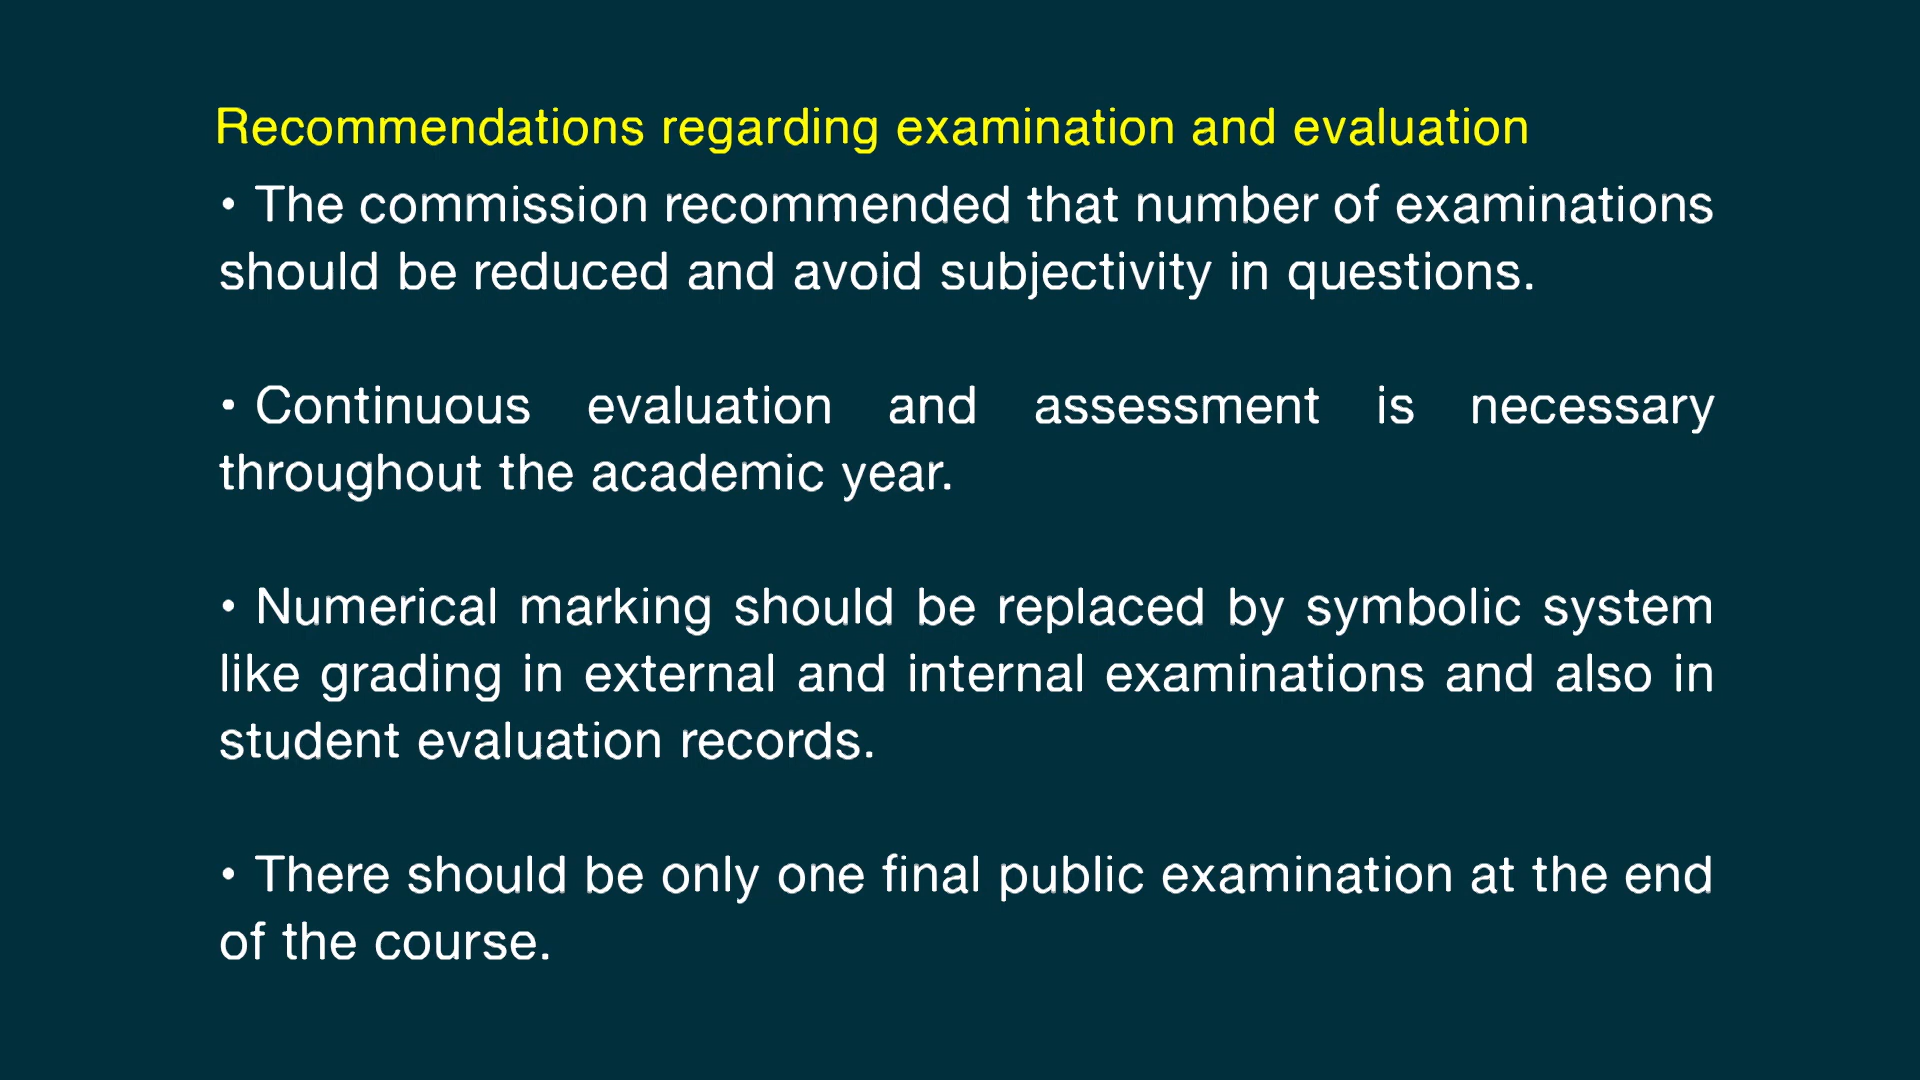 Recommendations regarding examination and evaluation
• The commission recommended that number of examinations
should be reduced and avoid subjectivity in questions.
• Continuous evaluation and assessment is necessary
throughout the academic year.
• Numerical marking should be replaced by symbolic system
like grading in external and internal examinations and also in
student evaluation records.
• There should be only one final public examination at the end
of the course.